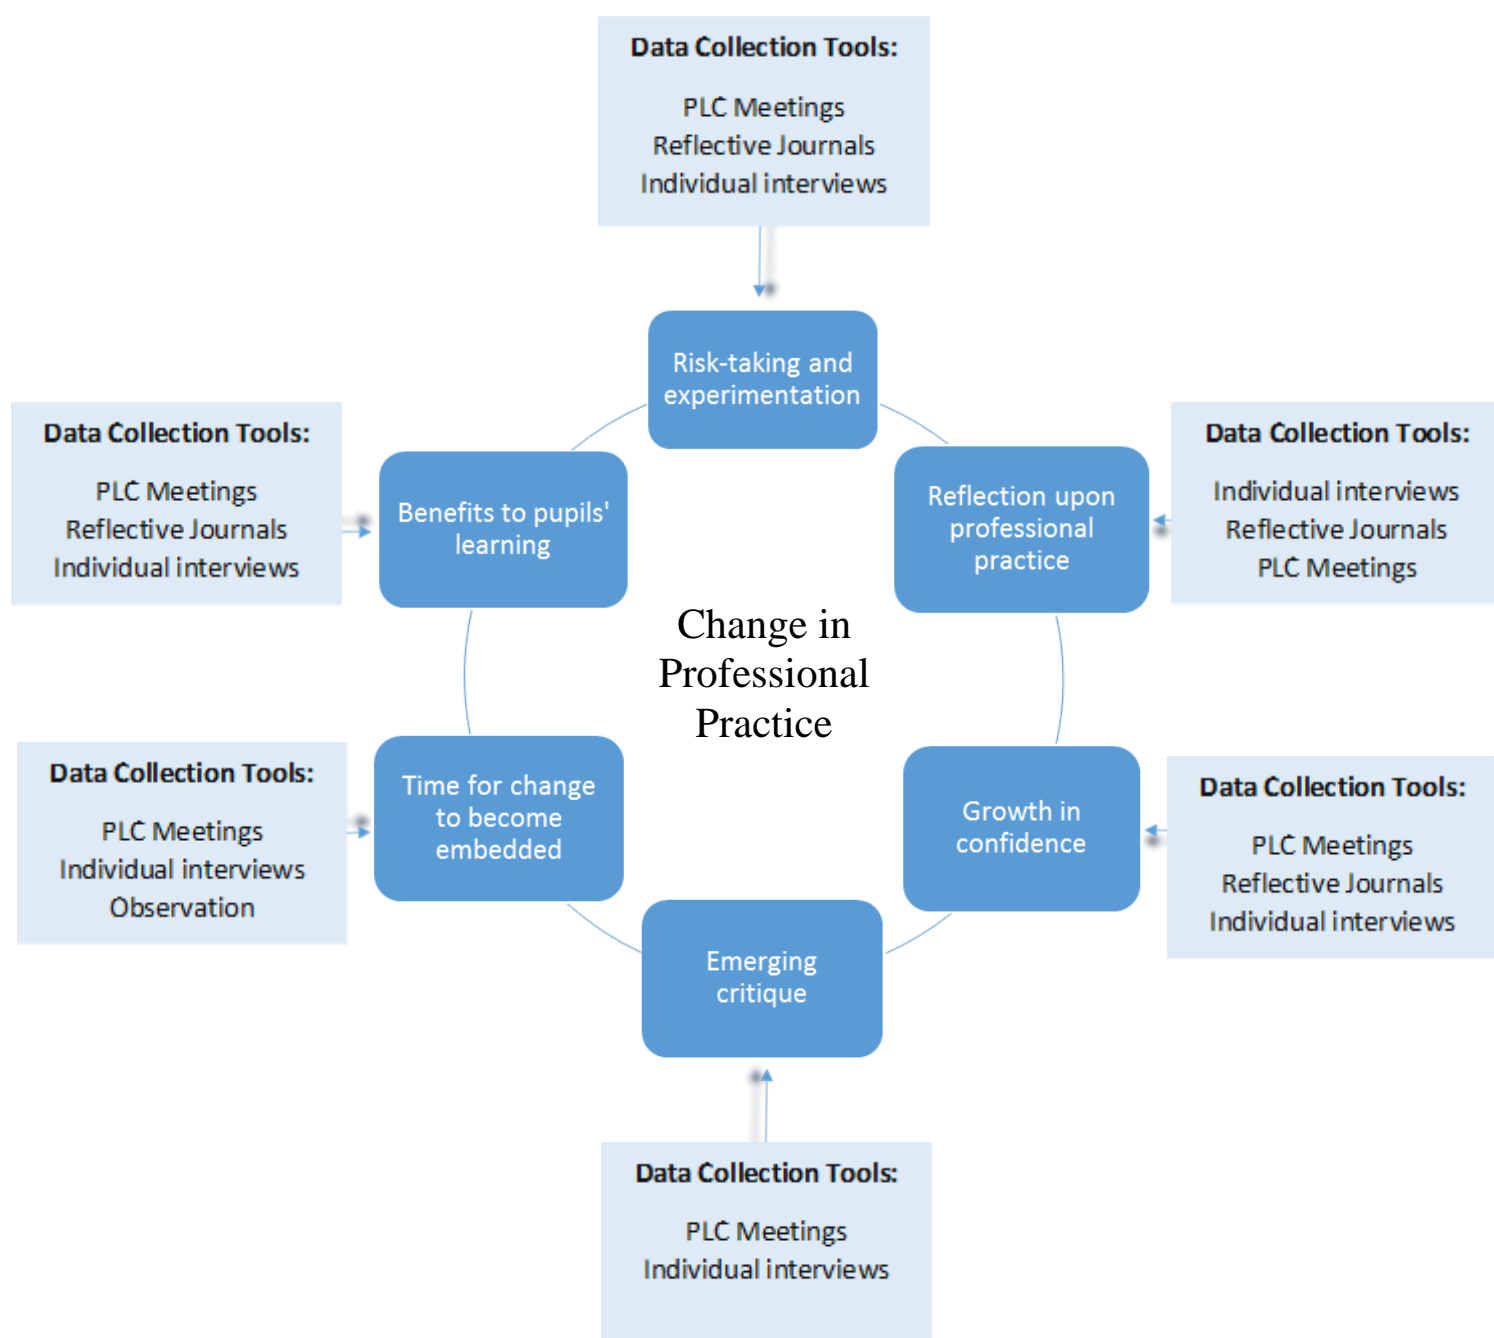 Data Collection Tools:
PLC Meetings
Reflective Journals
Individual interviews
Risk-taking and
experimentation
Data Collection Tools:
PLC Meetings
Reflective Journals
Individual interviews
Benefits to pupils'
learning
Reflection upon
professional
practice
Data Collection Tools:
Individual interviews
Reflective Journals
PLC Meetings
Change in
Professional
Practice
Data Collection Tools:
PLC Meetings
Individual interviews
Observation
Time for change
to become
embedded
Growth in
confidence
Data Collection Tools:
PLC Meetings
Reflective Journals
Individual interviews
Emerging
critique
Data Collection Tools:
PLC Meetings
Individual interviews